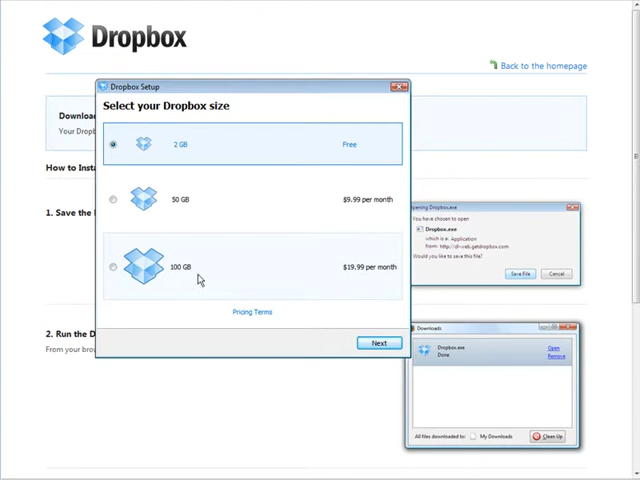 Dropbox
Back to the homepage
Dropbox Setup
Select your Dropbox size
2 GB Free
50 GB $9.99 per month
100 GB $19.99 per month
Pricing Terms
Next
Downloa
Your Dropb
How to Insta
1. Save the
Opening Dropbox.exe
You have chosen to open
Dropbox.exe
which is a: Application
from: http://dl-web.getdropbox.com
Would you like to save this file?
Save File Cancel
2. Run the D
From your brow
Downloads
Dropbox.exe Open
Done Remove
All files downloaded to: My Downloads Clean Up